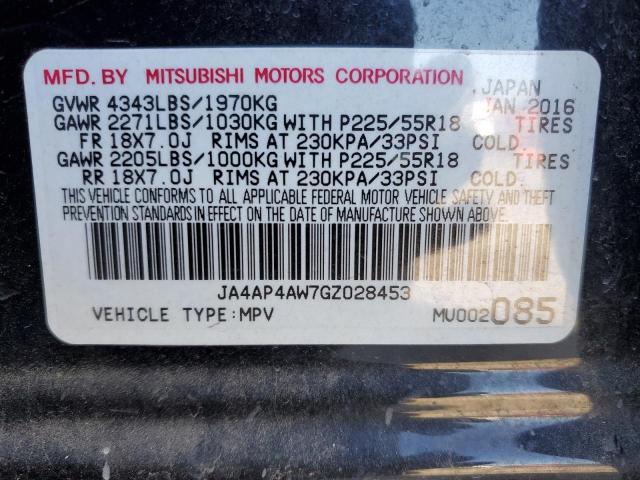 MFD. BY MITSUBISHI MOTORS CORPORATION , JAPAN
GVWR 4343LBS/1970KG JAN 2016
GAWR 2271LBS/1030KG WITH P225/55R18 TIRES
FR 18X7.0J RIMS AT 230KPA/33PSI COLD.
GAWR 2205LBS/1000KG WITH P225/55R18 TIRES
RR 18X7.0J RIMS AT 230KPA/33PSI COLD.
THIS VEHICLE CONFORMS TO ALL APPLICABLE FEDERAL MOTOR VEHICLE SAFETY AND THEFT
PREVENTION STANDARDS IN EFFECT ON THE DATE OF MANUFACTURE SHOWN ABOVE.
JA4AP4AW7GZ028453
VEHICLE TYPE:MPV MU002085